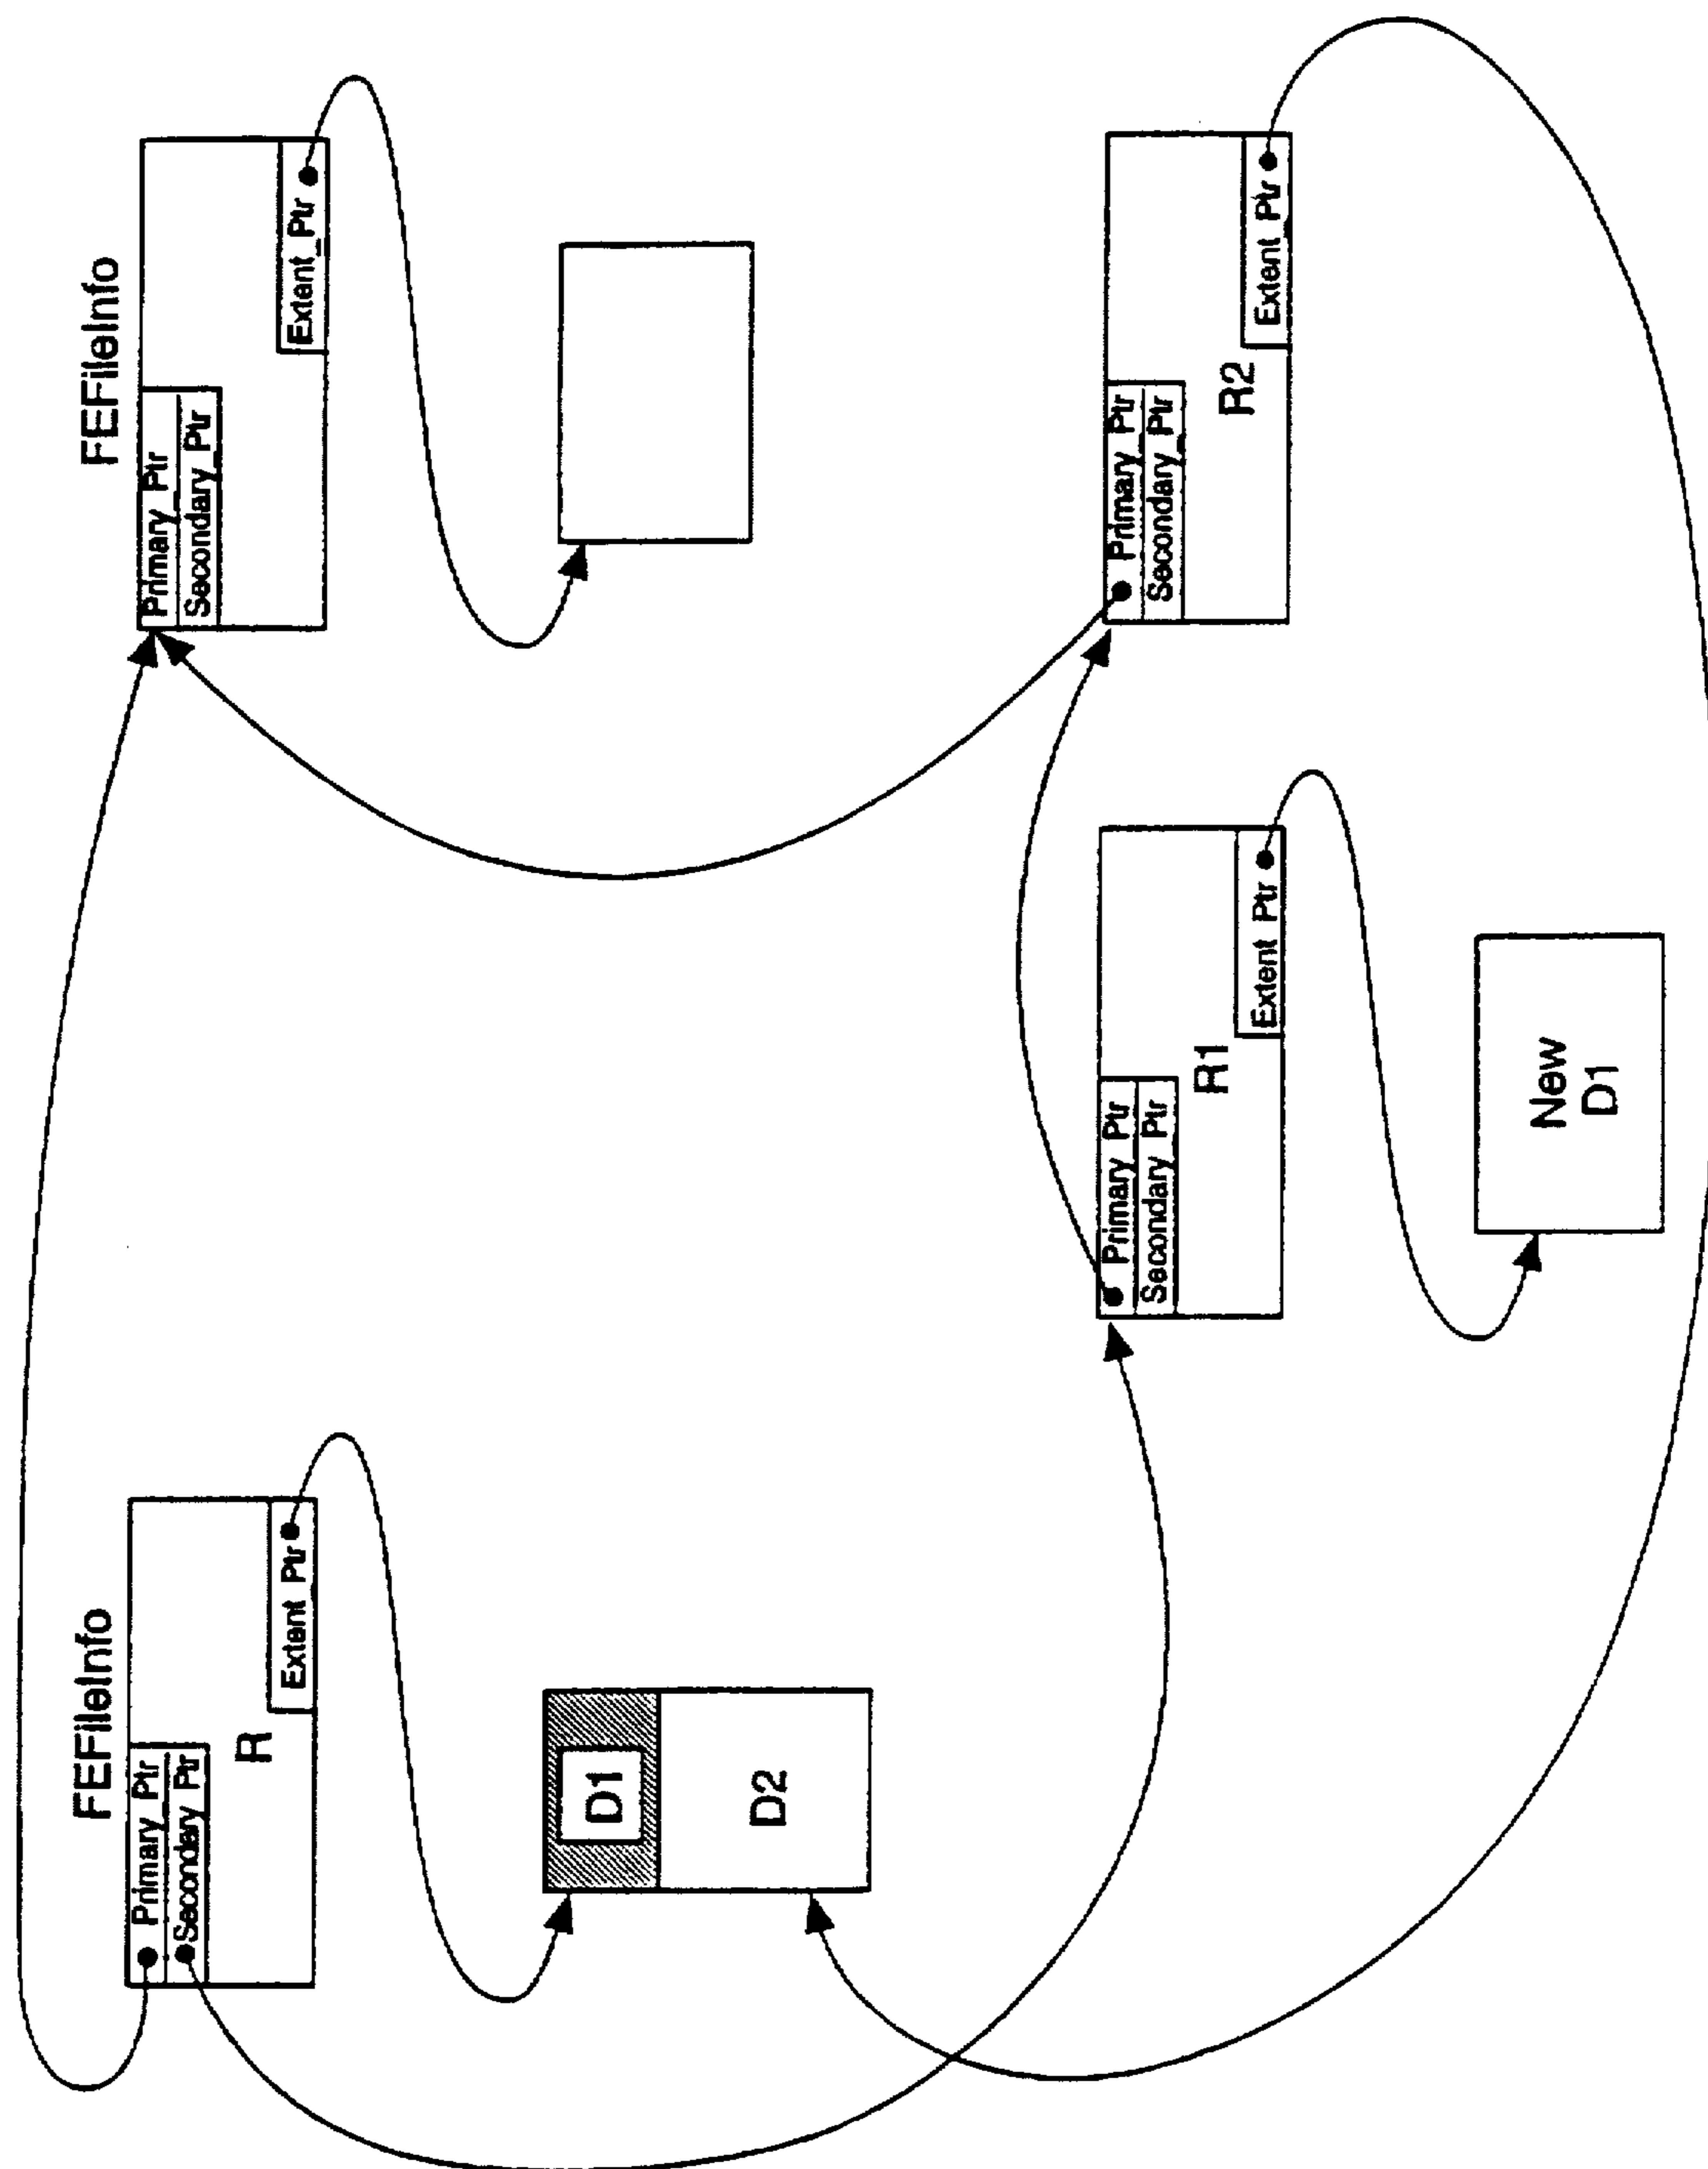 FEFileInfo
Primary_Ptr
Secondary_Ptr
R
Extent_Ptr
FEFileInfo
Primary_Ptr
Secondary_Ptr
Extent_Ptr
D1
D2
Primary_Ptr
Secondary_Ptr
R1
Extent_Ptr
Primary_Ptr
Secondary_Ptr
R2
Extent_Ptr
New
D1